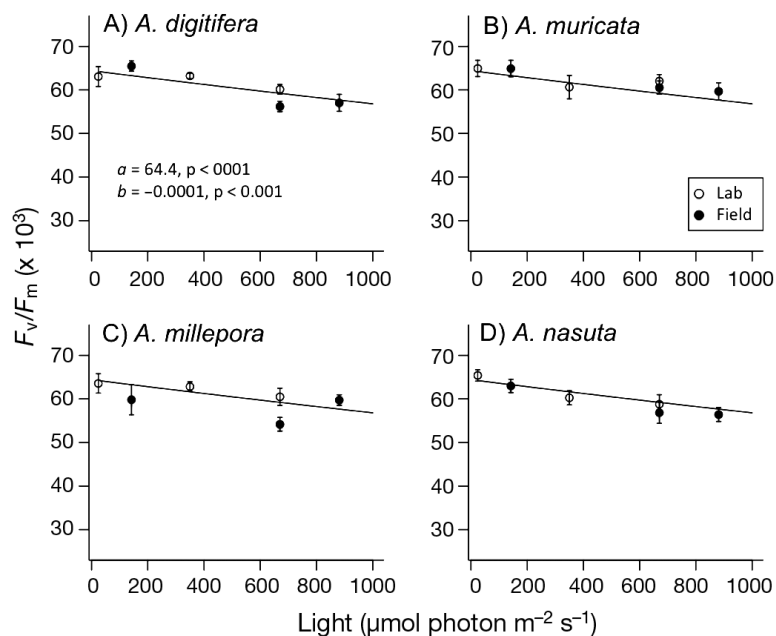 A) A. digitifera
B) A. muricata
70
60
50
40
30
a = 64.4, p < 0001
b = −0.0001, p < 0.001
0 200 400 600 800 1000
70
60
50
40
30
Lab
Field
0 200 400 600 800 1000
Fv/Fm (x 10³)
C) A. millepora
D) A. nasuta
70
60
50
40
30
0 200 400 600 800 1000
70
60
50
40
30
0 200 400 600 800 1000
Light (μmol photon m⁻² s⁻¹)